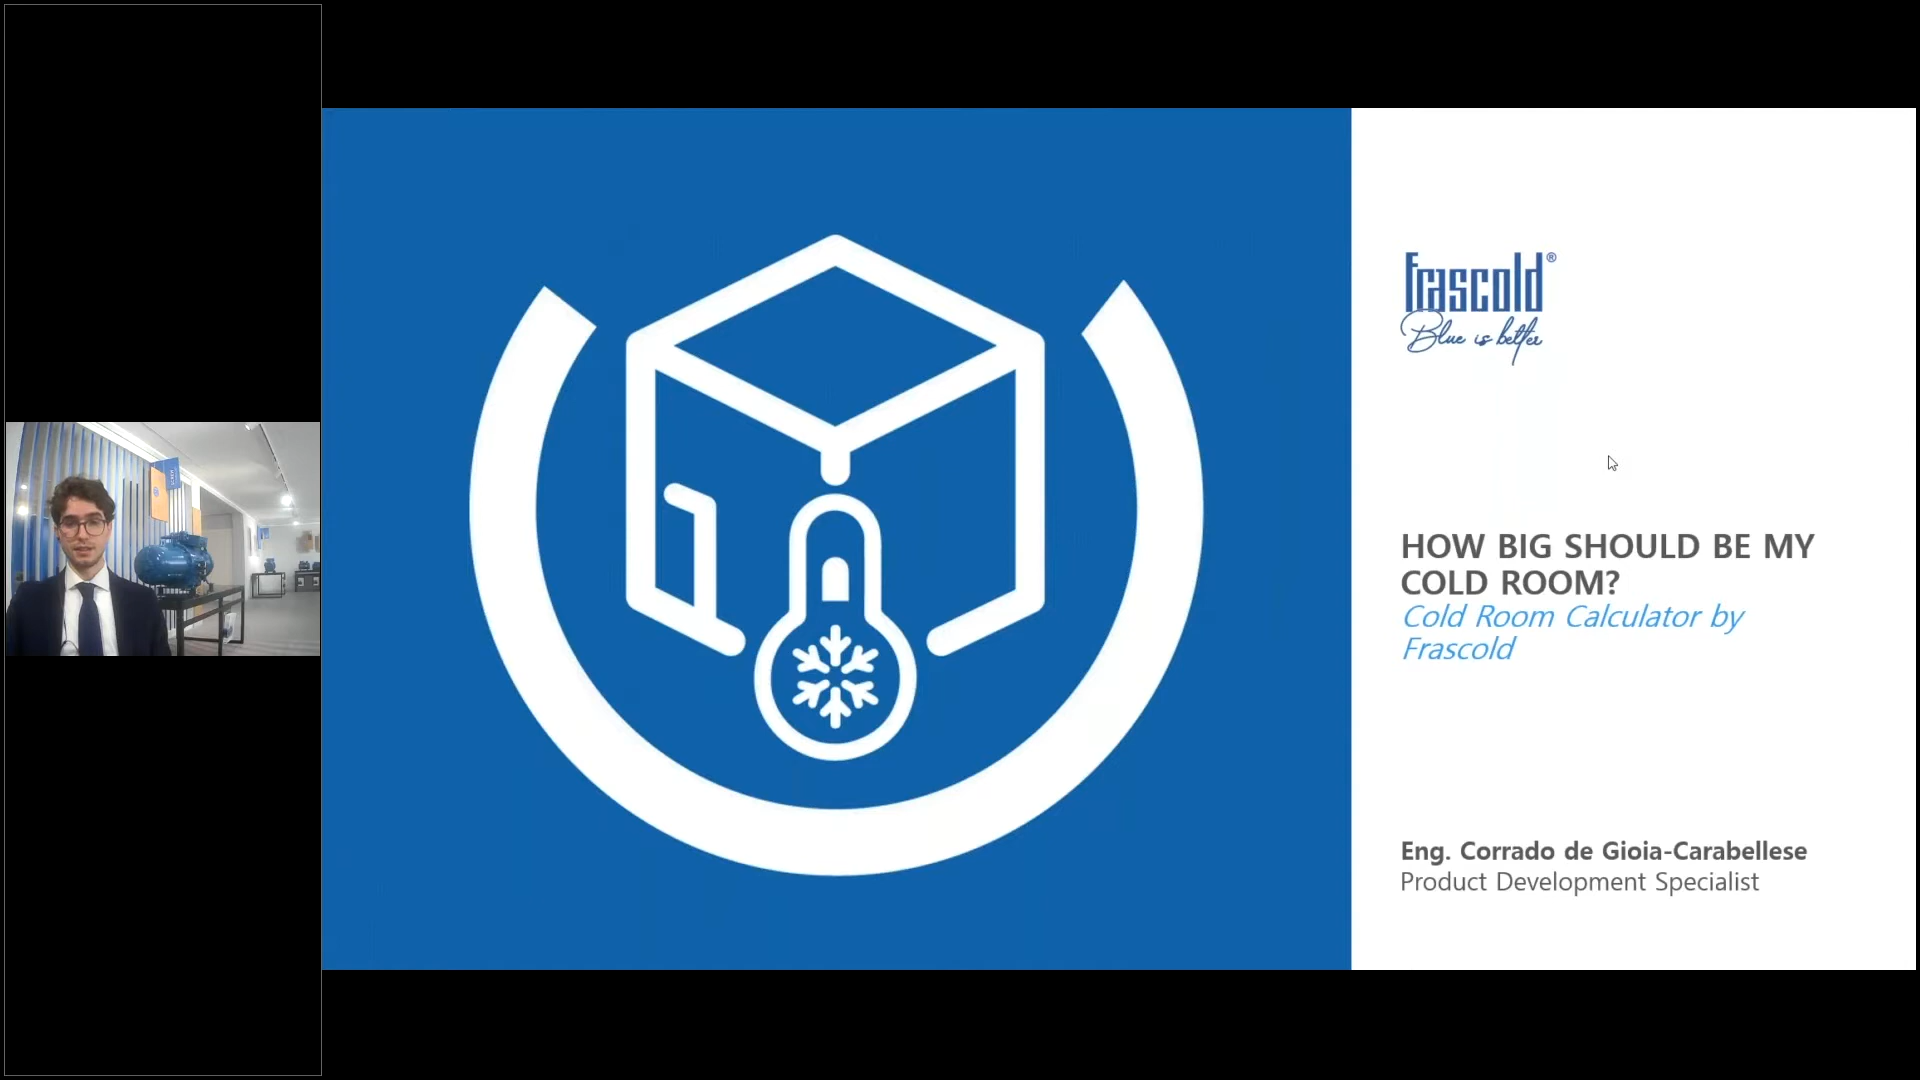 Frascold®
Blue is better
HOW BIG SHOULD BE MY
COLD ROOM?
Cold Room Calculator by
Frascold
Eng. Corrado de Gioia-Carabellese
Product Development Specialist